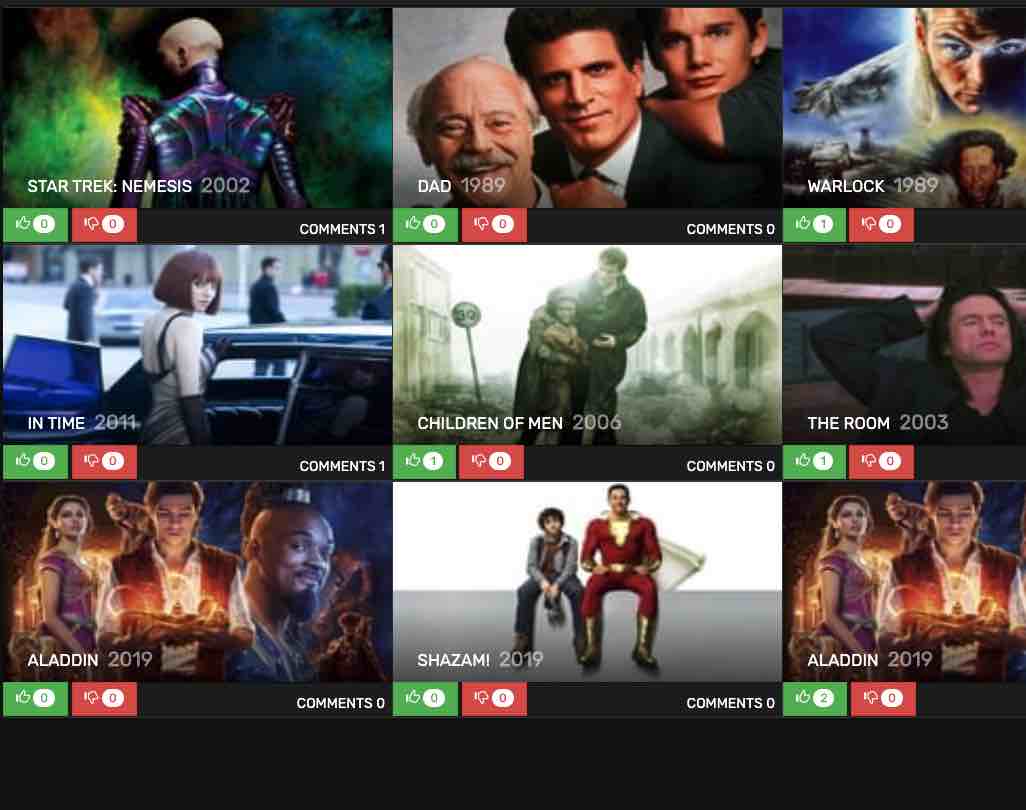 STAR TREK: NEMESIS 2002
DAD 1989
WARLOCK 1989
0 0 COMMENTS 1
0 0 COMMENTS 0
1 0
30
IN TIME 2011
CHILDREN OF MEN 2006
THE ROOM 2003
0 0 COMMENTS 1
1 0 COMMENTS 0
1 0
ALADDIN 2019
SHAZAM! 2019
ALADDIN 2019
0 0 COMMENTS 0
0 0 COMMENTS 0
2 0